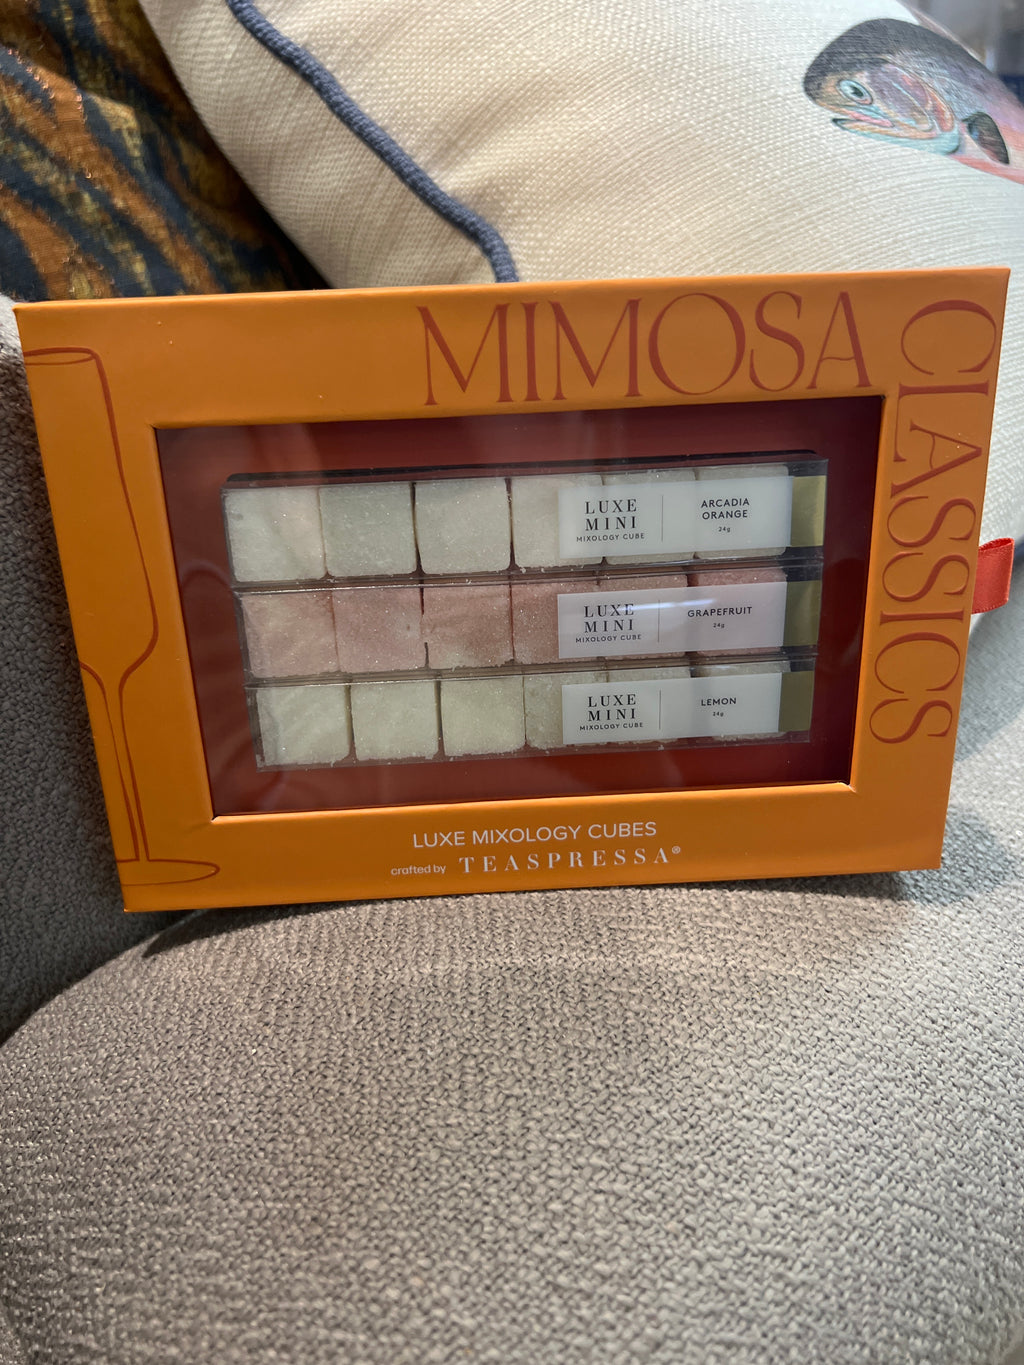 MIMOSA
CLASSICS
LUXE
MINI
MIXOLOGY CUBE
ARCADIA
ORANGE
24g
LUXE
MINI
MIXOLOGY CUBE
GRAPEFRUIT
24g
LUXE
MINI
MIXOLOGY CUBE
LEMON
24g
LUXE MIXOLOGY CUBES
crafted by TEASPRESSA®